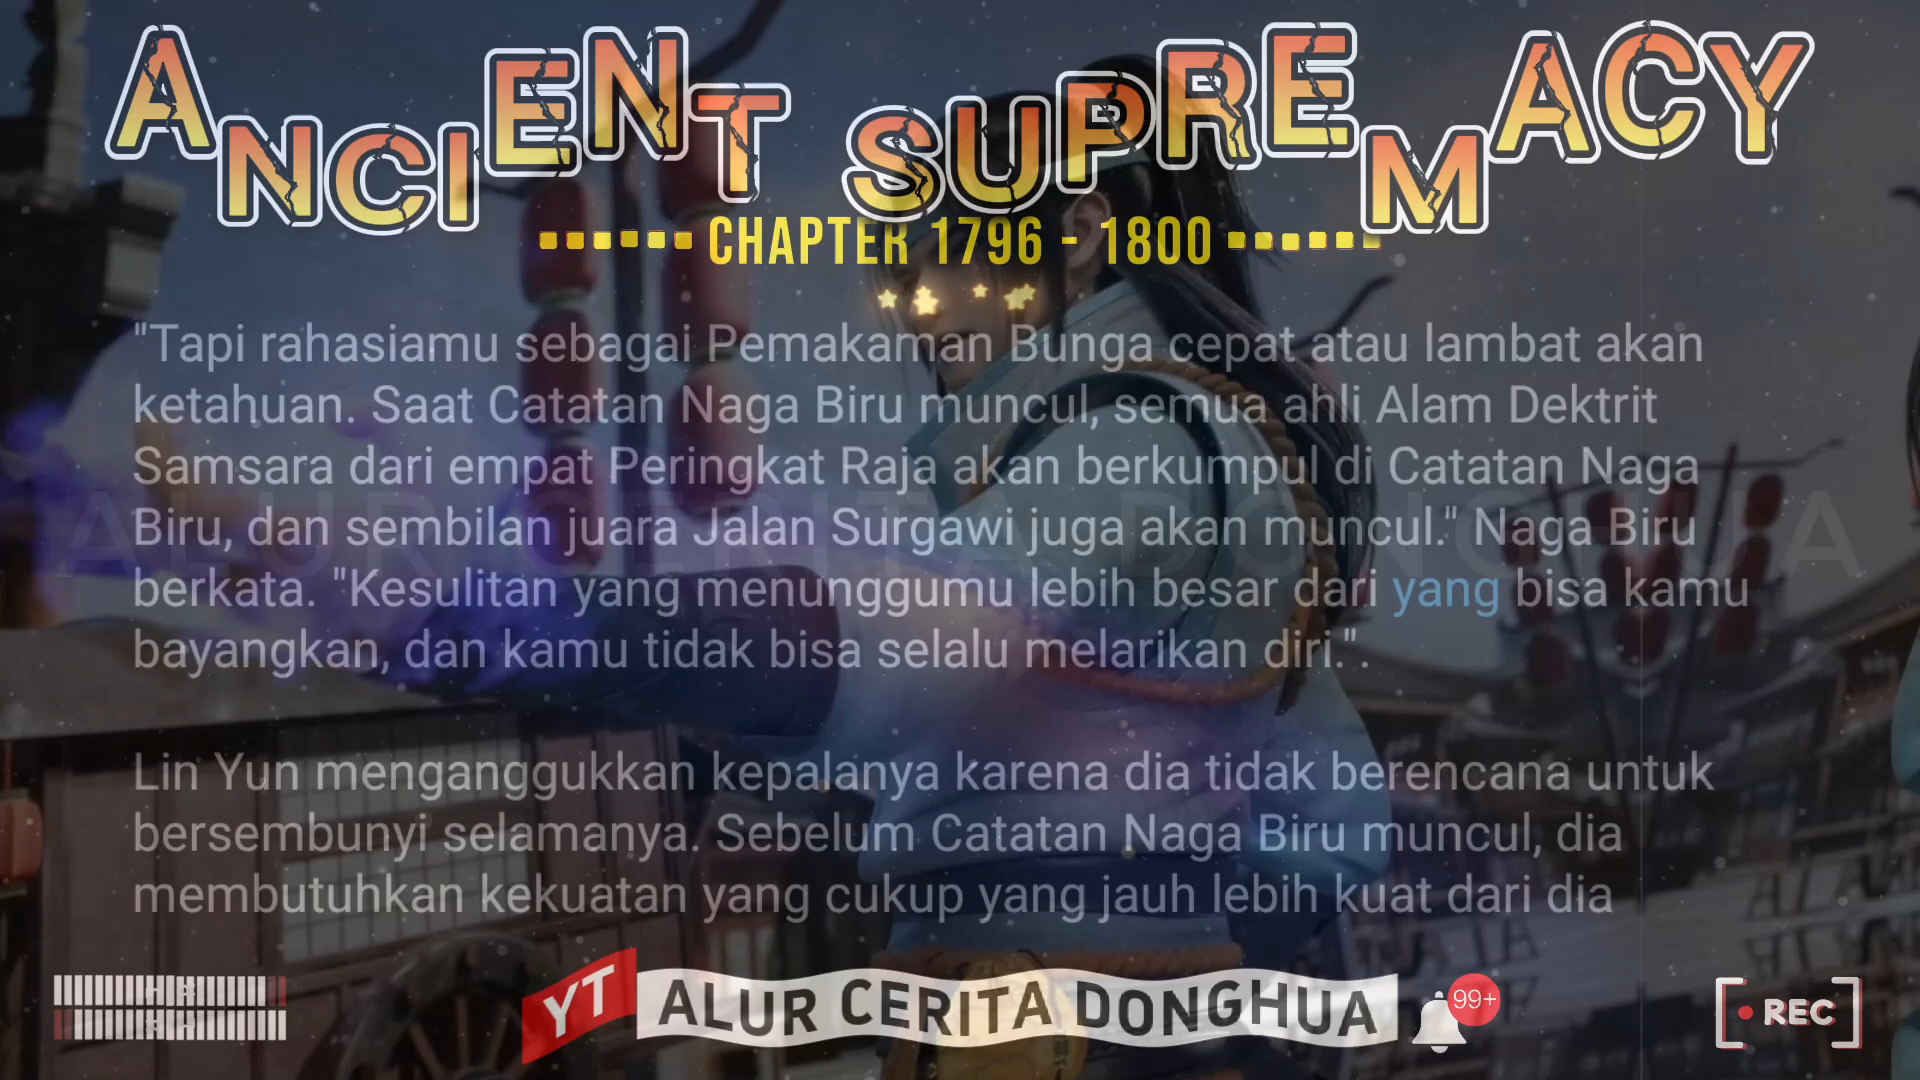 ANCIENT SUPREMACY
CHAPTER 1796 - 1800
"Tapi rahasiamu sebagai Pemakaman Bunga cepat atau lambat akan
ketahuan. Saat Catatan Naga Biru muncul, semua ahli Alam Dektrit
Samsara dari empat Peringkat Raja akan berkumpul di Catatan Naga
Biru, dan sembilan juara Jalan Surgawi juga akan muncul." Naga Biru
berkata. "Kesulitan yang menunggumu lebih besar dari yang bisa kamu
bayangkan, dan kamu tidak bisa selalu melarikan diri.".
Lin Yun menganggukkan kepalanya karena dia tidak berencana untuk
bersembunyi selamanya. Sebelum Catatan Naga Biru muncul, dia
membutuhkan kekuatan yang cukup yang jauh lebih kuat dari dia
ALUR CERITA DONGHUA
YT ALUR CERITA DONGHUA
99+
REC